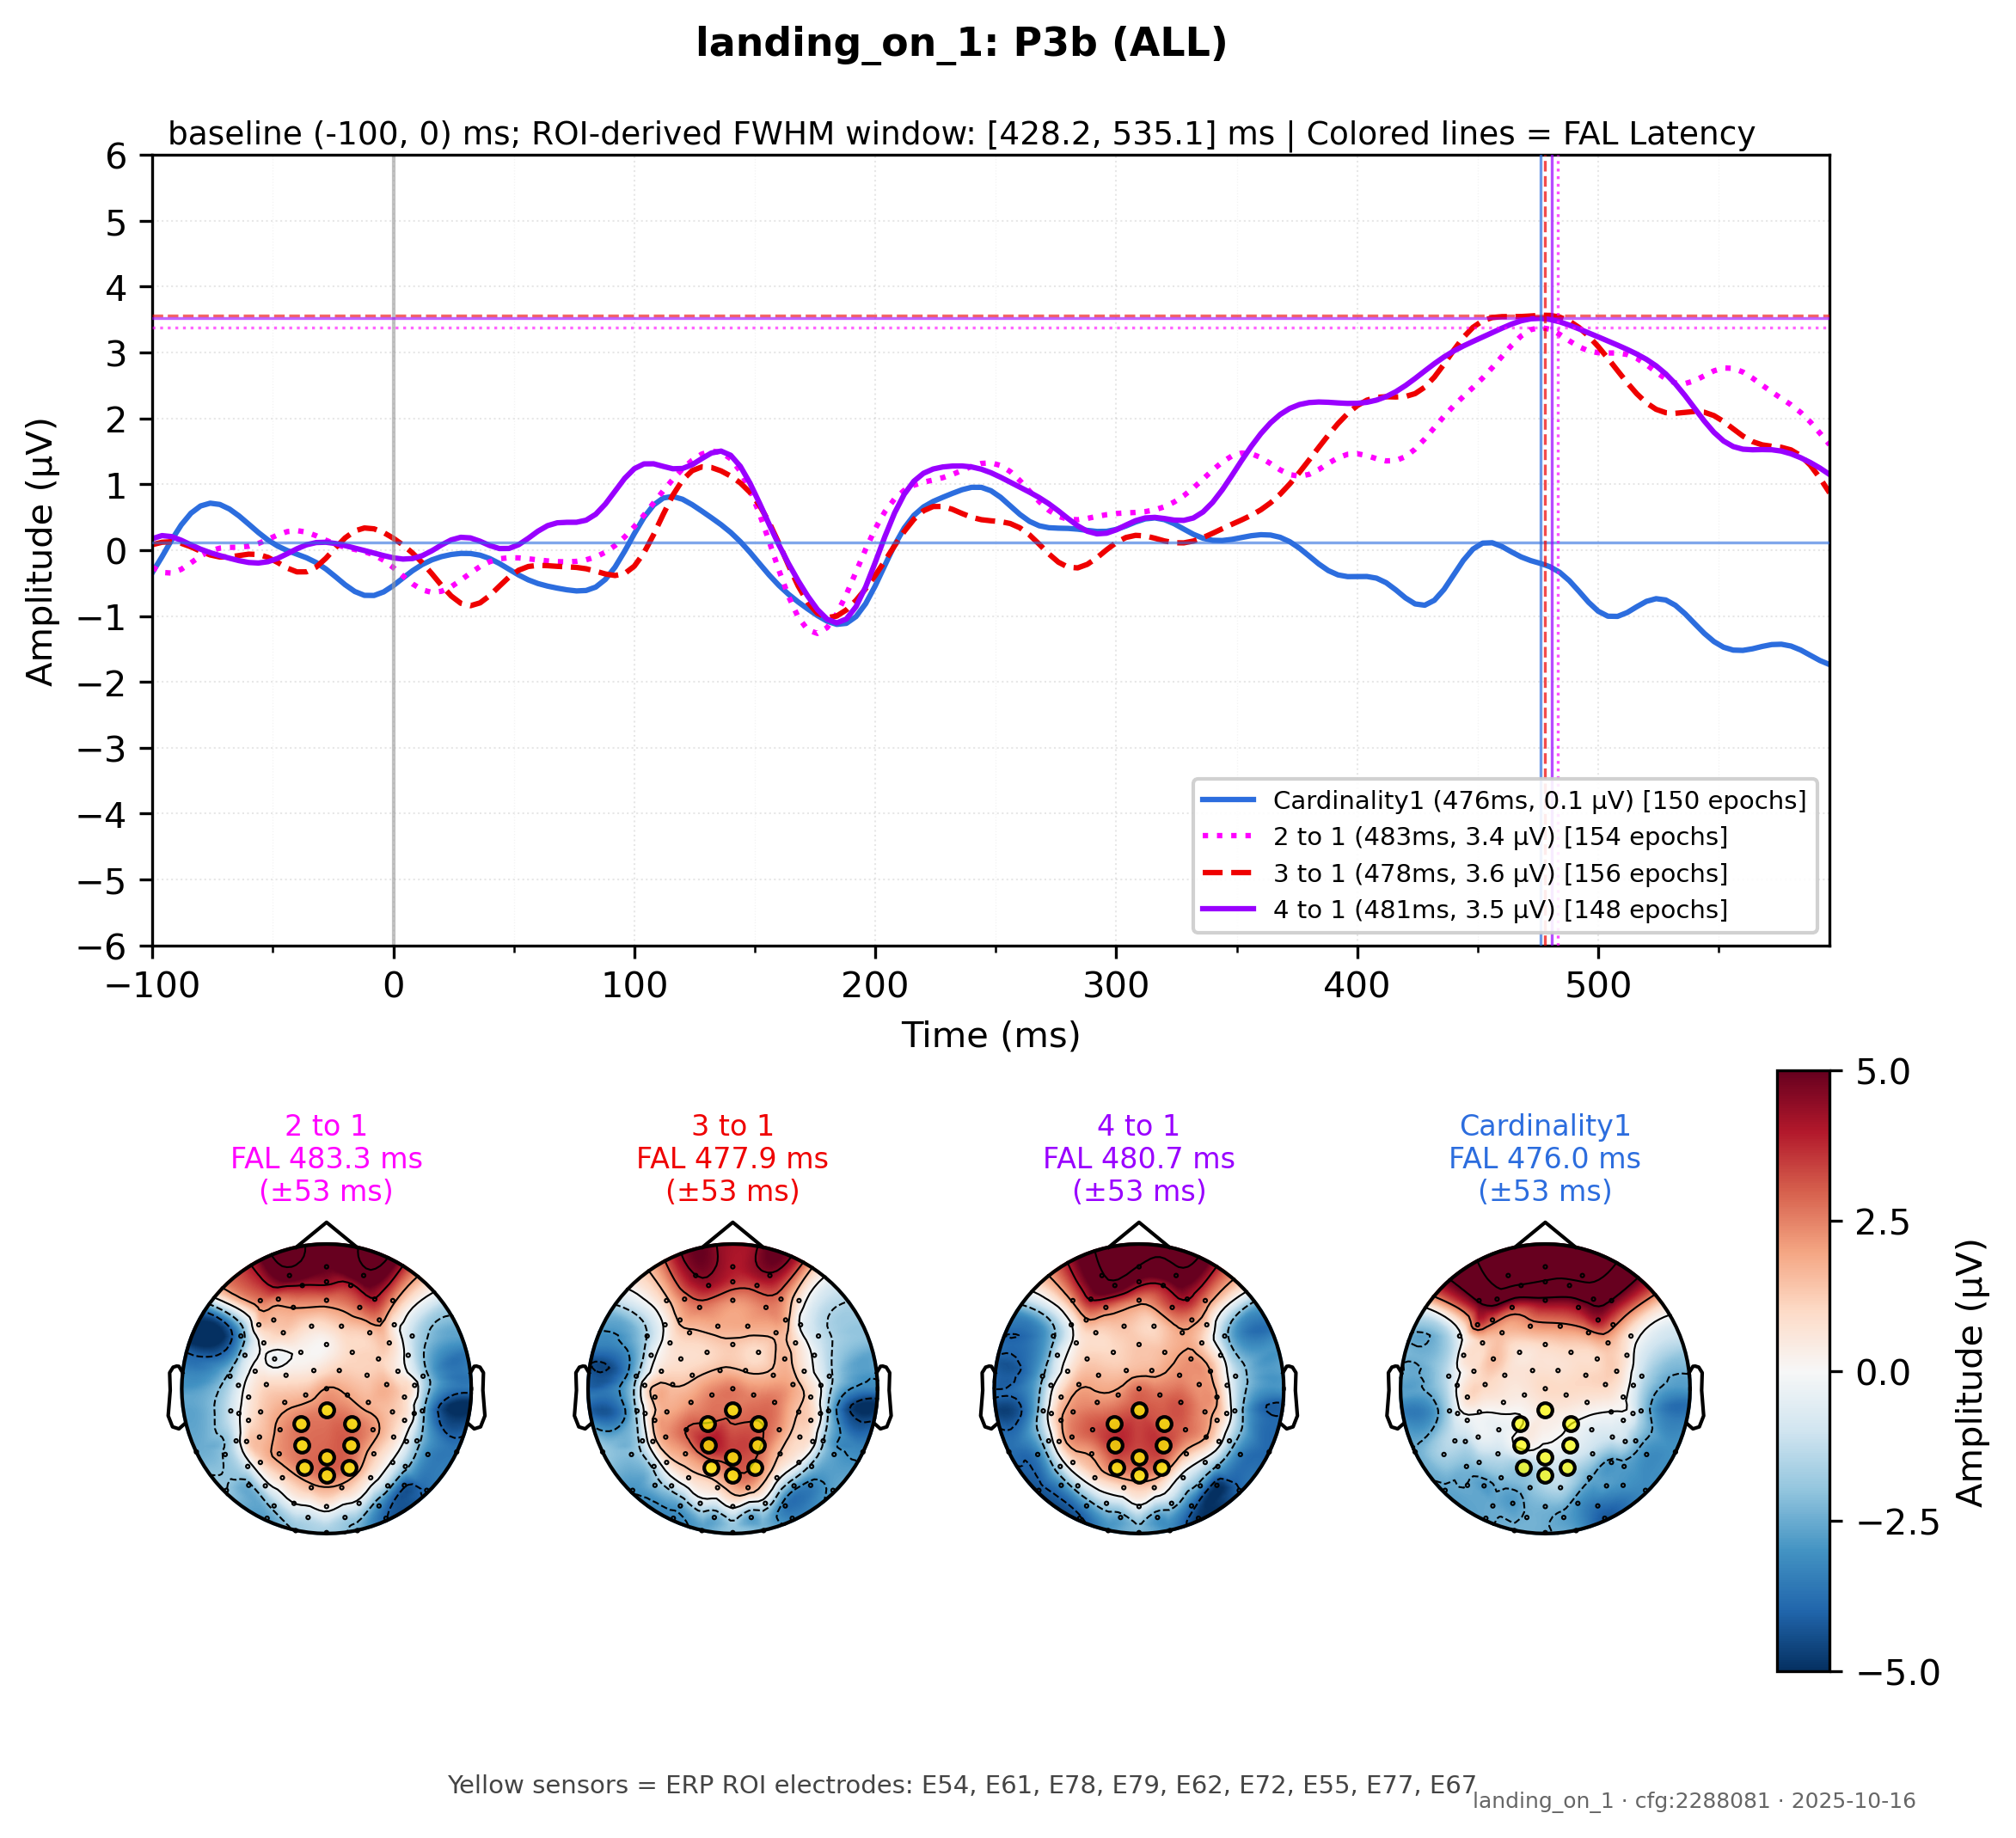 landing_on_1: P3b (ALL)
baseline (-100, 0) ms; ROI-derived FWHM window: [428.2, 535.1] ms | Colored lines = FAL Latency
6
5
4
3
2
1
0
−1
−2
−3
−4
−5
−6
Amplitude (µV)
Cardinality1 (476ms, 0.1 µV) [150 epochs]
2 to 1 (483ms, 3.4 µV) [154 epochs]
3 to 1 (478ms, 3.6 µV) [156 epochs]
4 to 1 (481ms, 3.5 µV) [148 epochs]
−100 0 100 200 300 400 500
Time (ms)
2 to 1
FAL 483.3 ms
(±53 ms)
3 to 1
FAL 477.9 ms
(±53 ms)
4 to 1
FAL 480.7 ms
(±53 ms)
Cardinality1
FAL 476.0 ms
(±53 ms)
5.0
2.5
0.0
−2.5
−5.0
Amplitude (µV)
Yellow sensors = ERP ROI electrodes: E54, E61, E78, E79, E62, E72, E55, E77, E67
landing_on_1 · cfg:2288081 · 2025-10-16